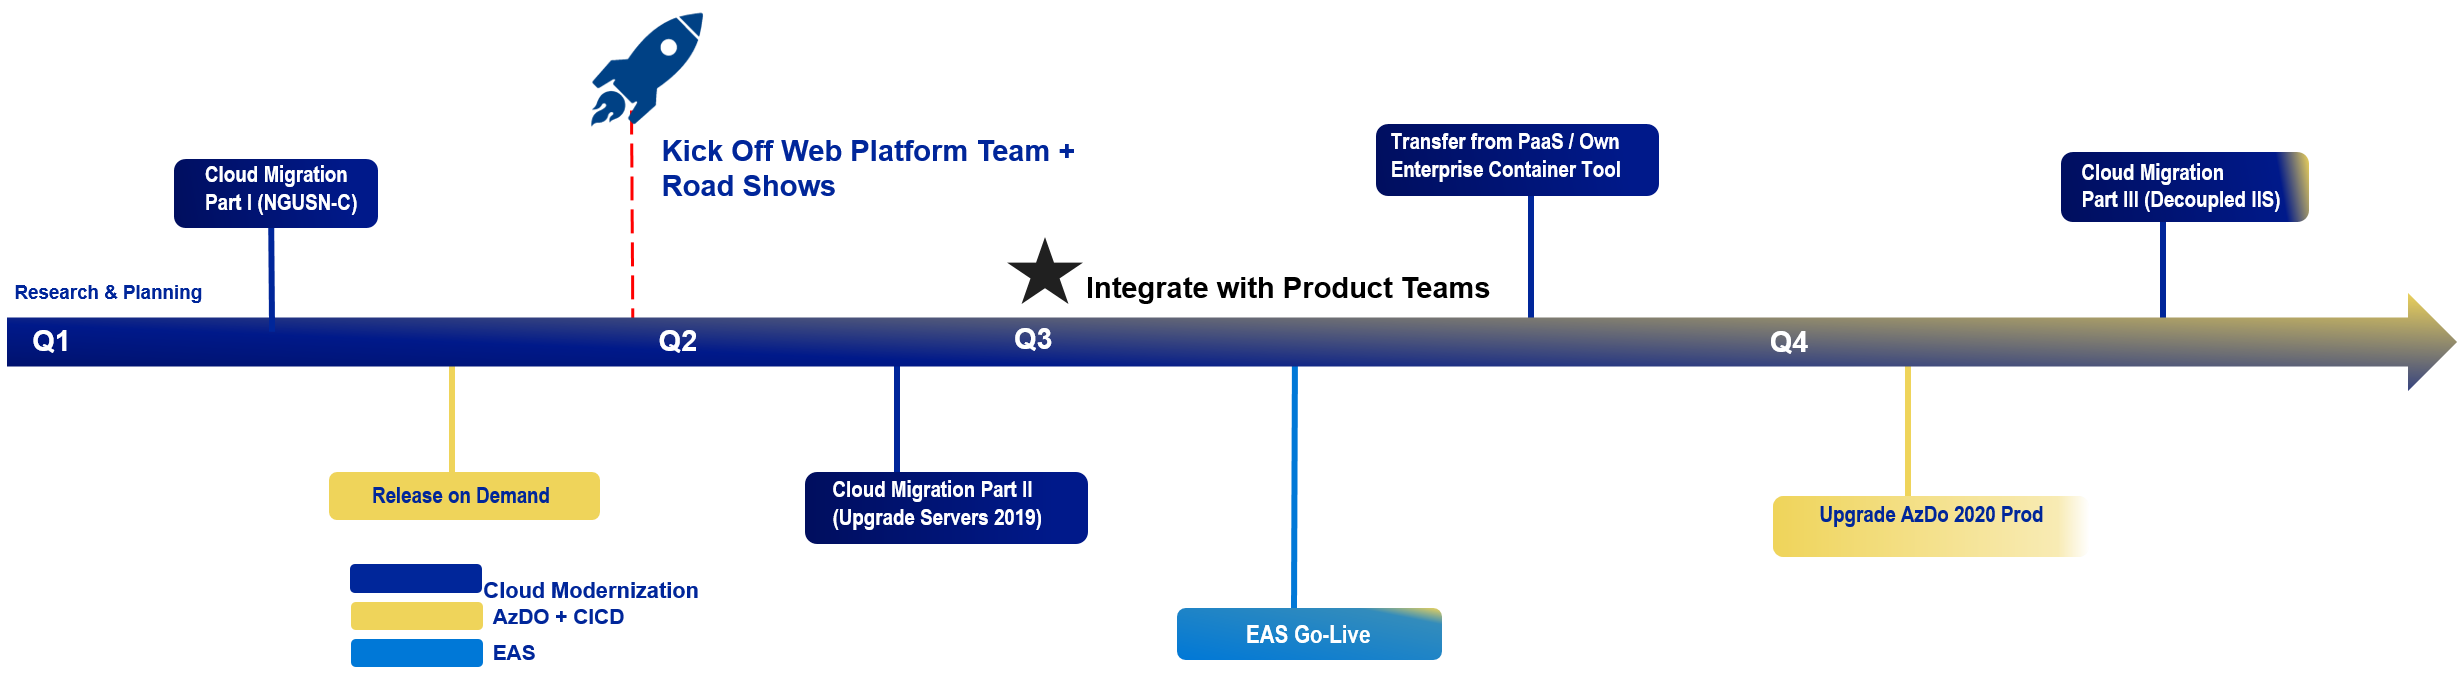 Kick Off Web Platform Team +
Road Shows
Transfer from PaaS / Own
Enterprise Container Tool
Cloud Migration
Part I (NGUSN-C)
Cloud Migration
Part III (Decoupled IIS)
Research & Planning
Integrate with Product Teams
Q1
Q2
Q3
Q4
Release on Demand
Cloud Migration Part II
(Upgrade Servers 2019)
Upgrade AzDo 2020 Prod
EAS Go-Live
Cloud Modernization
AzDO + CICD
EAS